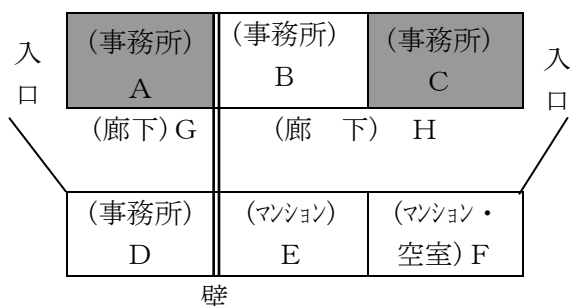 入口
(事務所)
A
(事務所)
B
(事務所)
C
入口
(廊下)G
(廊 下) H
(事務所)
D
(ﾏﾝｼｮﾝ)
E
(ﾏﾝｼｮﾝ・
空室)F
壁